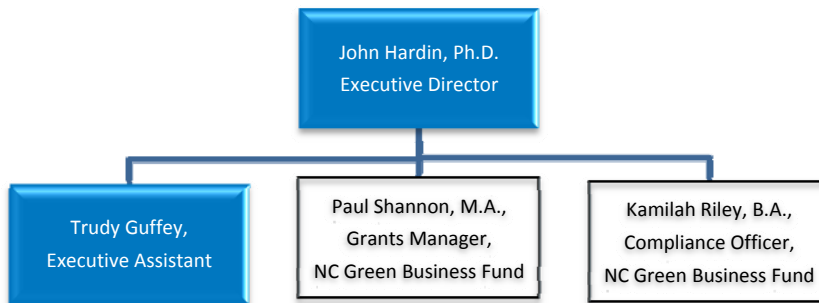 John Hardin, Ph.D.
Executive Director
Trudy Guffey,
Executive Assistant
Paul Shannon, M.A.,
Grants Manager,
NC Green Business Fund
Kamilah Riley, B.A.,
Compliance Officer,
NC Green Business Fund